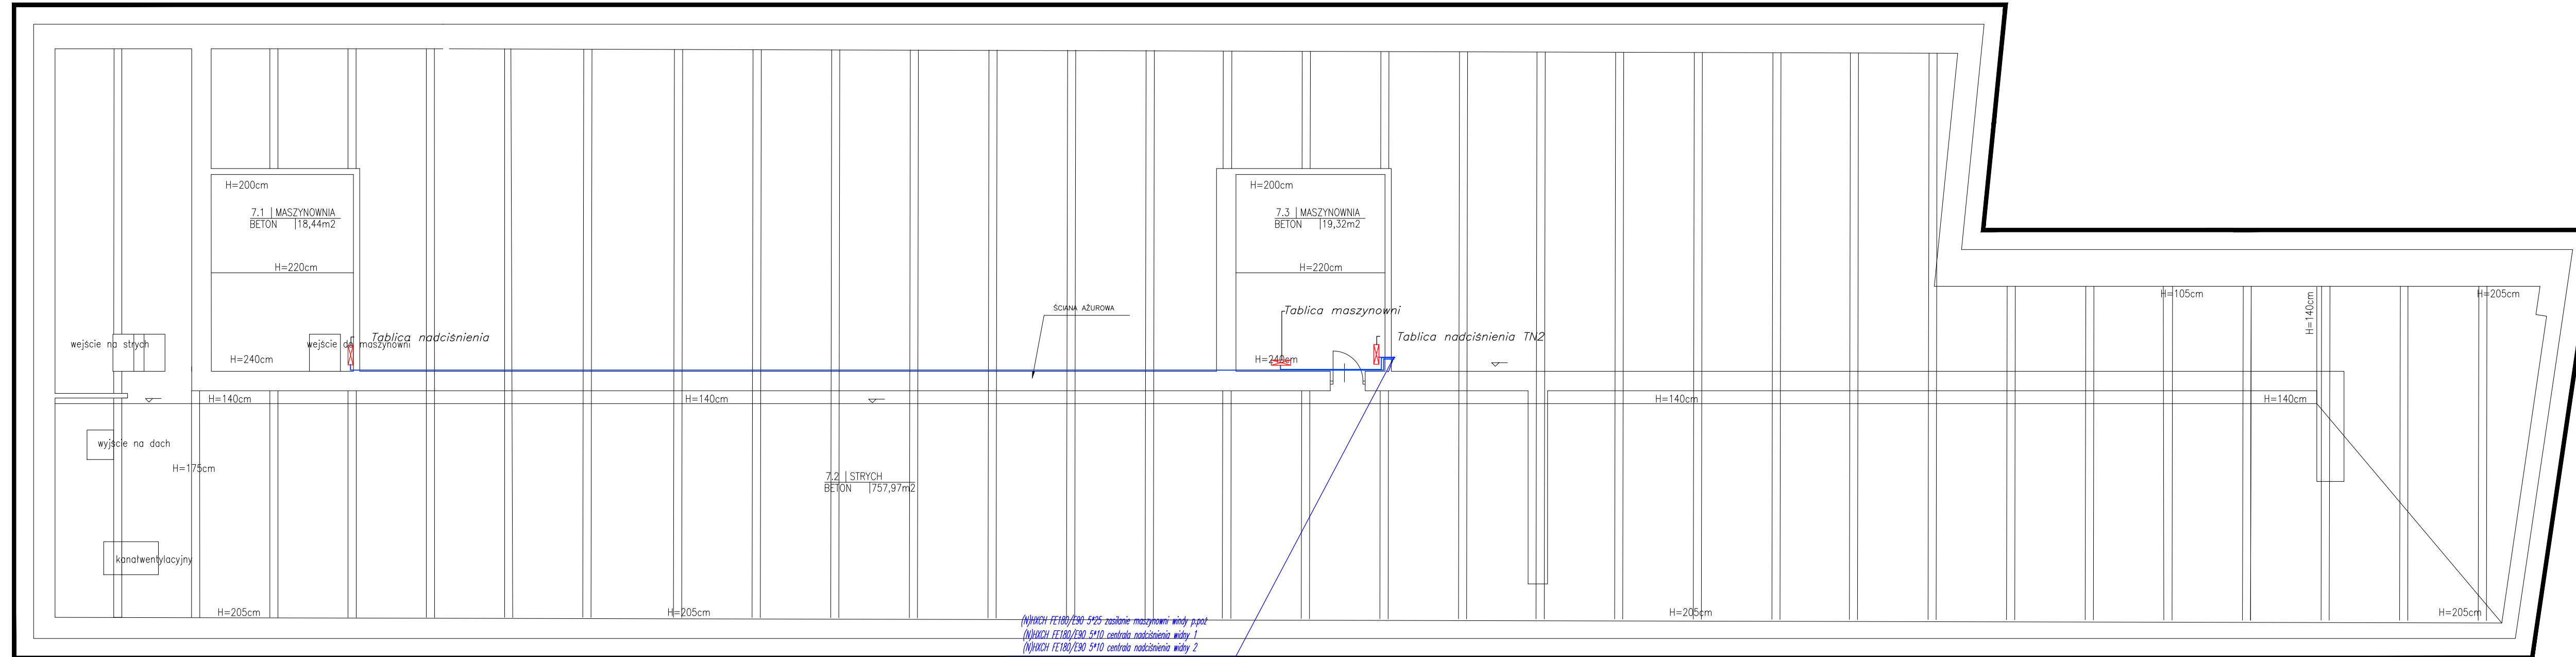 H=200cm
7.1 | MASZYNOWNIA
BETON |18,44m2
H=220cm
wejście na strych
H=240cm
wejście do maszynowni
Tablica nadciśnienia
ŚCIANA AŻUROWA
H=200cm
7.3 | MASZYNOWNIA
BETON |19,32m2
H=220cm
Tablica maszynowni
Tablica nadciśnienia TN2
H=240cm
H=105cm
H=140cm
H=205cm
H=140cm
H=140cm
H=140cm
H=140cm
wyjście na dach
H=175cm
7.2 | STRYCH
BETON |757,97m2
kanałwentylacyjny
H=205cm
H=205cm
H=205cm
H=205cm
(N)HXCH FE180/E90 5*25 zasilanie maszynowni windy p.poż
(N)HXCH FE180/E90 5*10 centrala nadciśnienia widny 1
(N)HXCH FE180/E90 5*10 centrala nadciśnienia widny 2